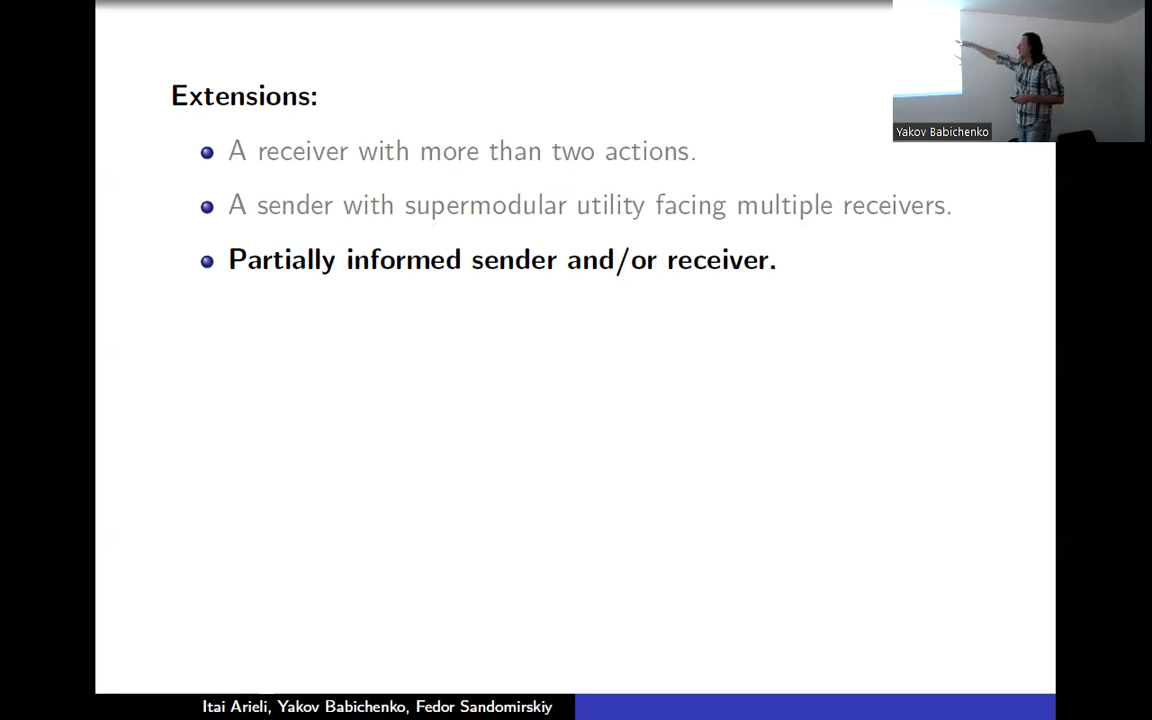 Extensions:
A receiver with more than two actions.
A sender with supermodular utility facing multiple receivers.
Partially informed sender and/or receiver.
Yakov Babichenko
Itai Arieli, Yakov Babichenko, Fedor Sandomirskiy